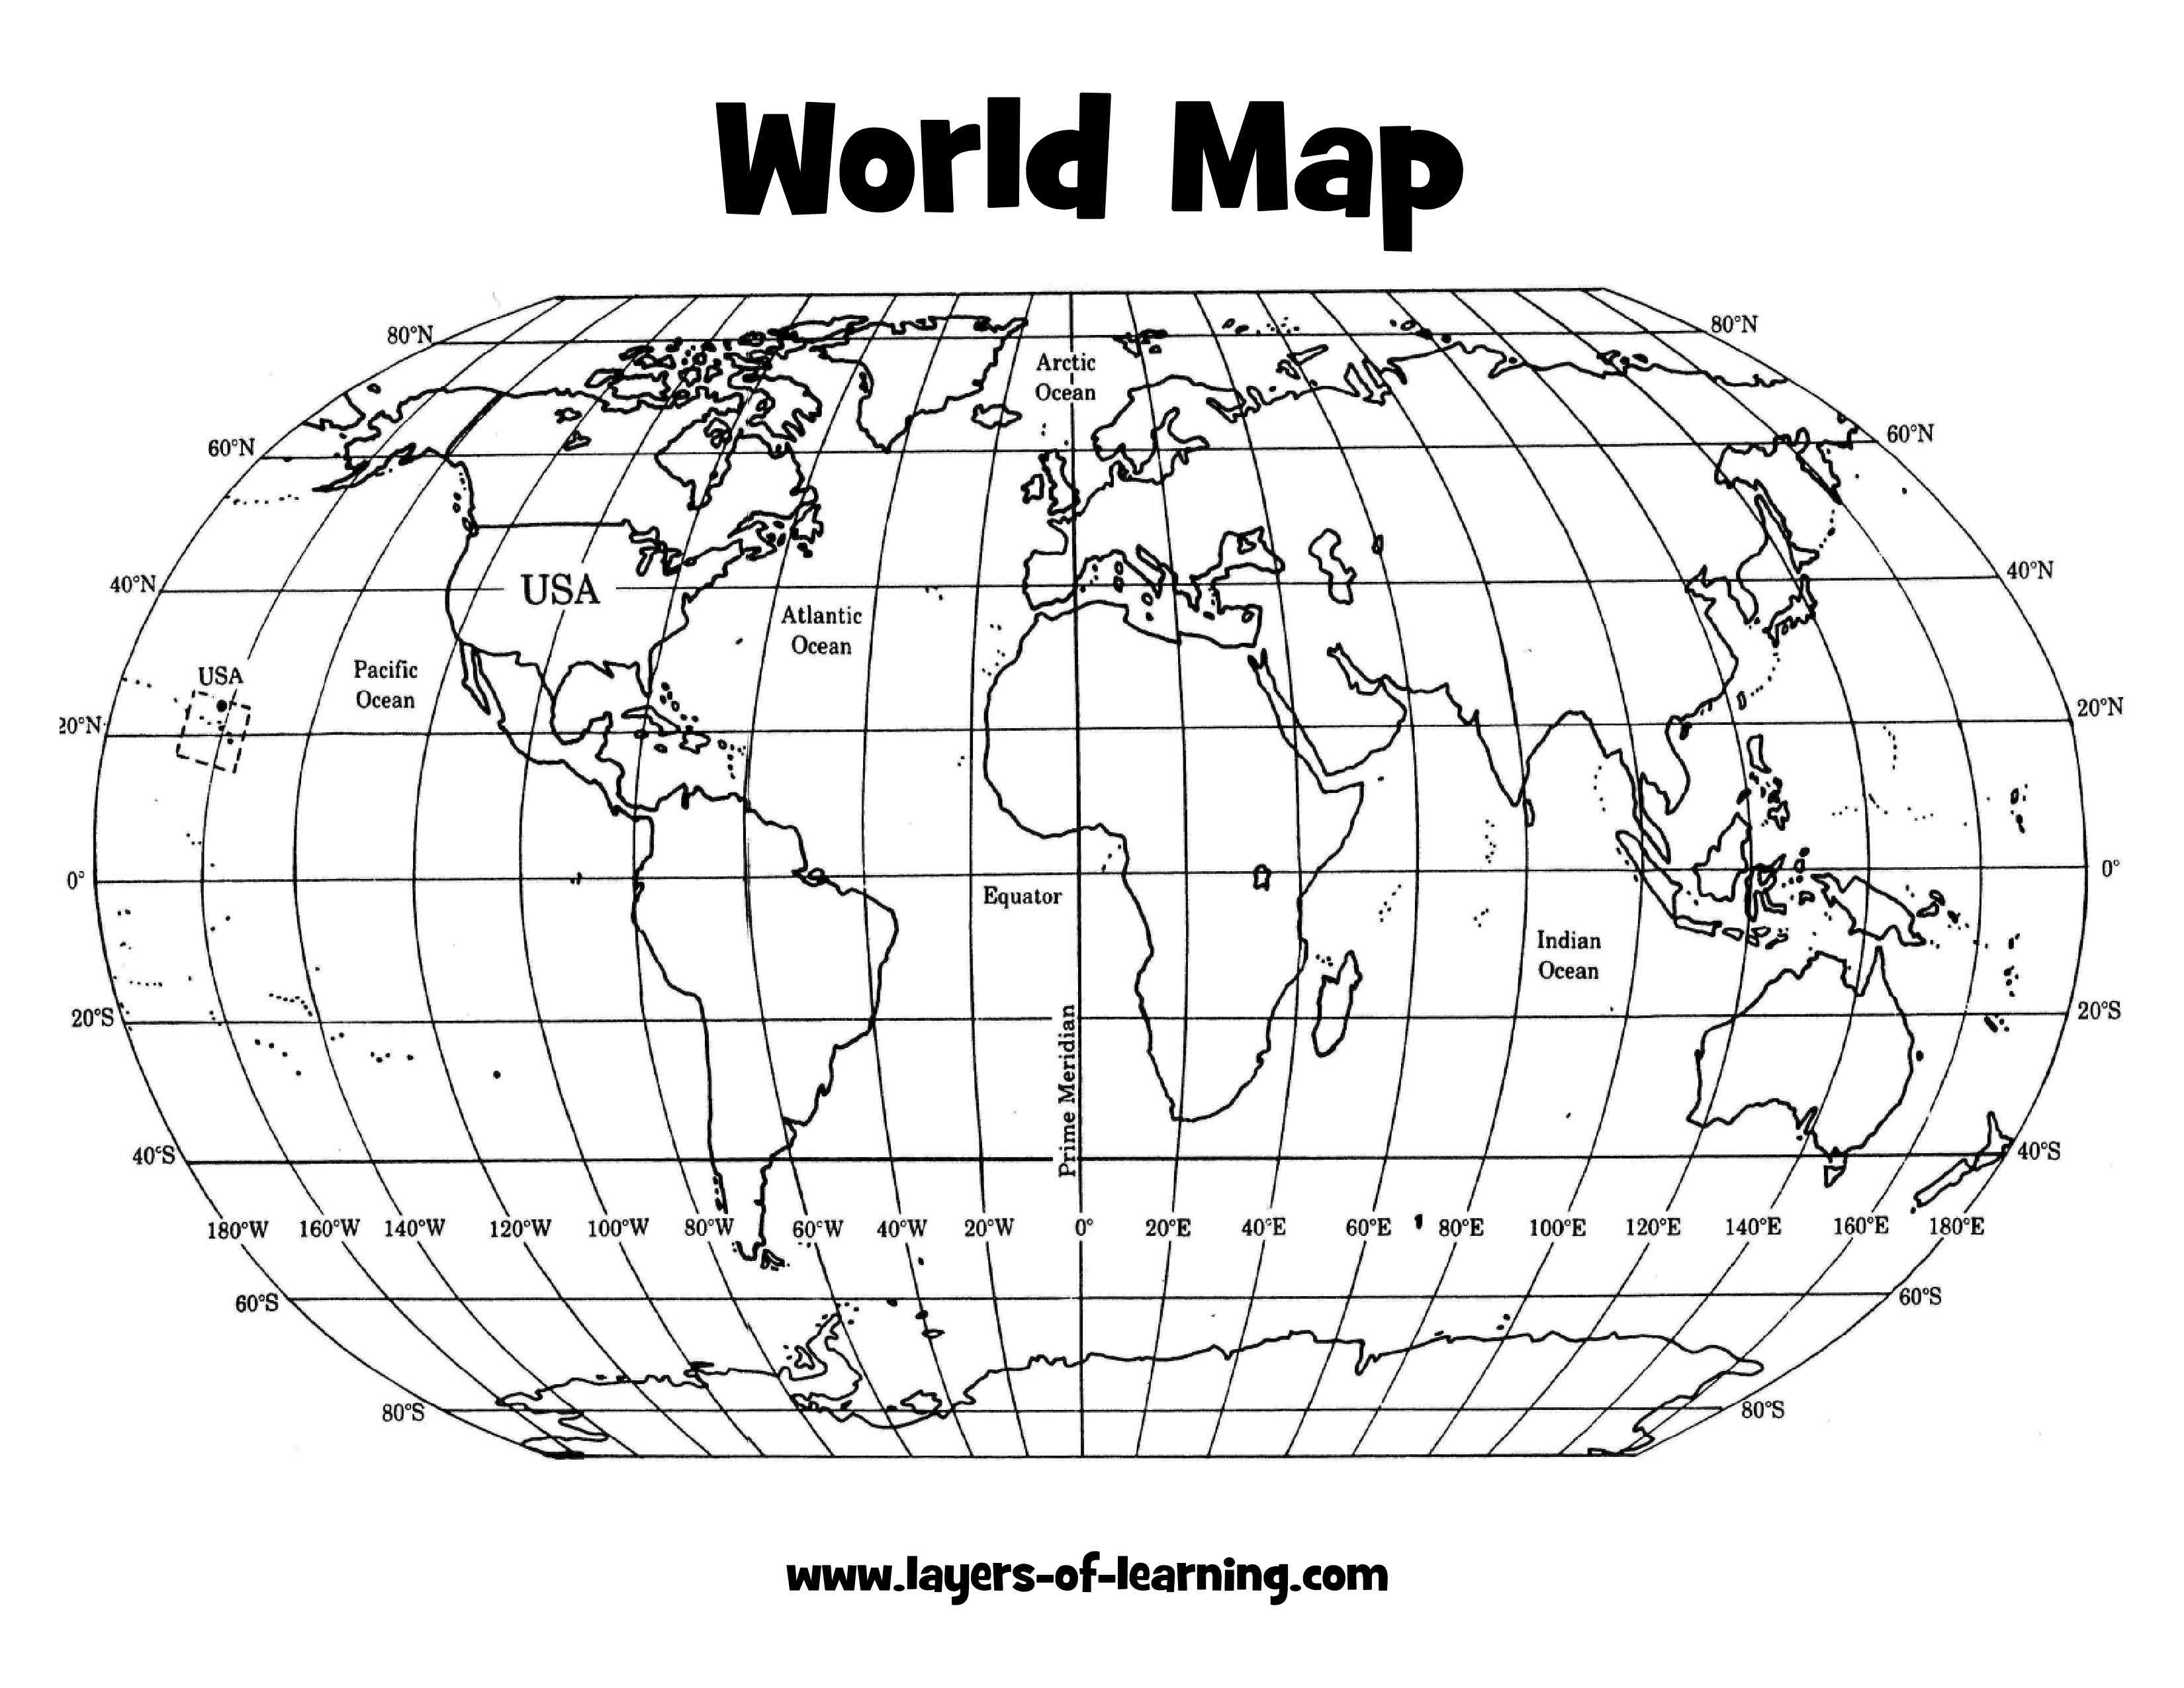 World Map
80°N
80°N
Arctic
Ocean
60°N
60°N
40°N
USA
40°N
Atlantic
Ocean
USA
Pacific
Ocean
20°N
20°N
0°
Equator
0°
Indian
Ocean
20°S
Prime Meridian
20°S
40°S
40°S
180°W 160°W 140°W 120°W 100°W 80°W 60°W 40°W 20°W 0° 20°E 40°E 60°E 80°E 100°E 120°E 140°E 160°E 180°E
60°S
60°S
80°S
80°S
www.layers-of-learning.com